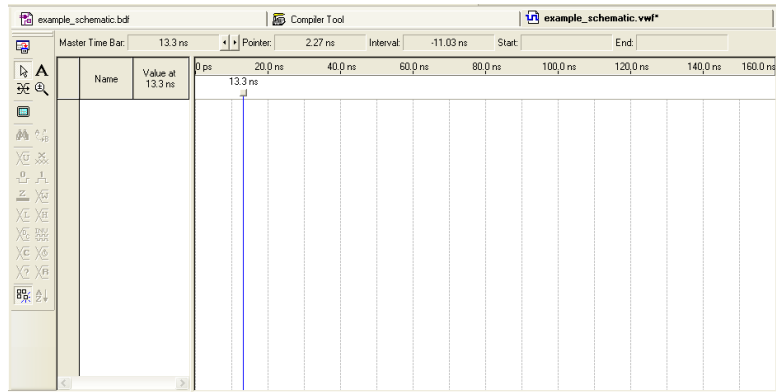 example_schematic.bdf
Compiler Tool
example_schematic.vwf*
Master Time Bar: 13.3 ns Pointer: 2.27 ns Interval: -11.03 ns Start: End:
Name
Value at
13.3 ns
0 ps 20.0 ns 40.0 ns 60.0 ns 80.0 ns 100.0 ns 120.0 ns 140.0 ns 160.0 ns
13.3 ns
A